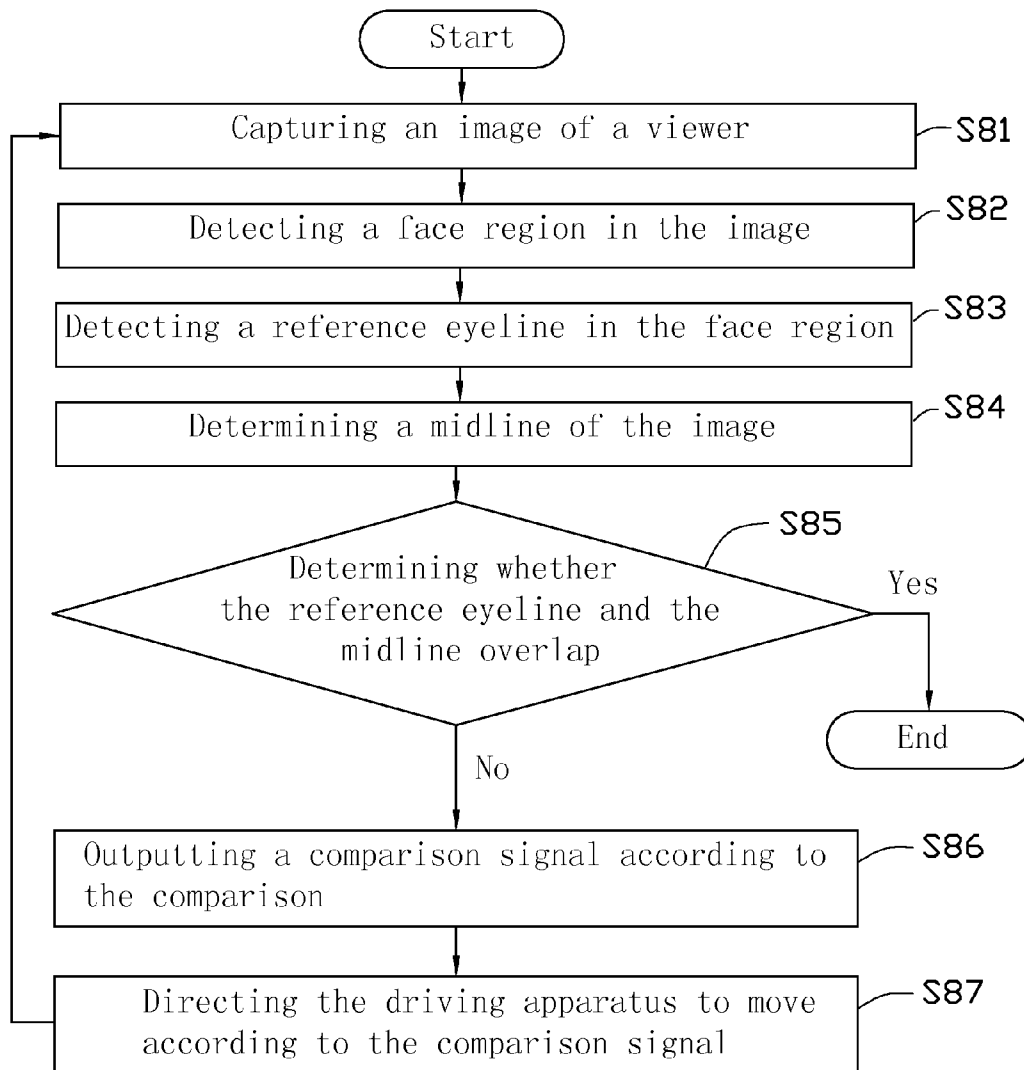 Start
Capturing an image of a viewer
S81
Detecting a face region in the image
S82
Detecting a reference eyeline in the face region
S83
Determining a midline of the image
S84
Determining whether
the reference eyeline and the
midline overlap
S85
Yes
End
No
Outputting a comparison signal according to
the comparison
S86
Directing the driving apparatus to move
according to the comparison signal
S87